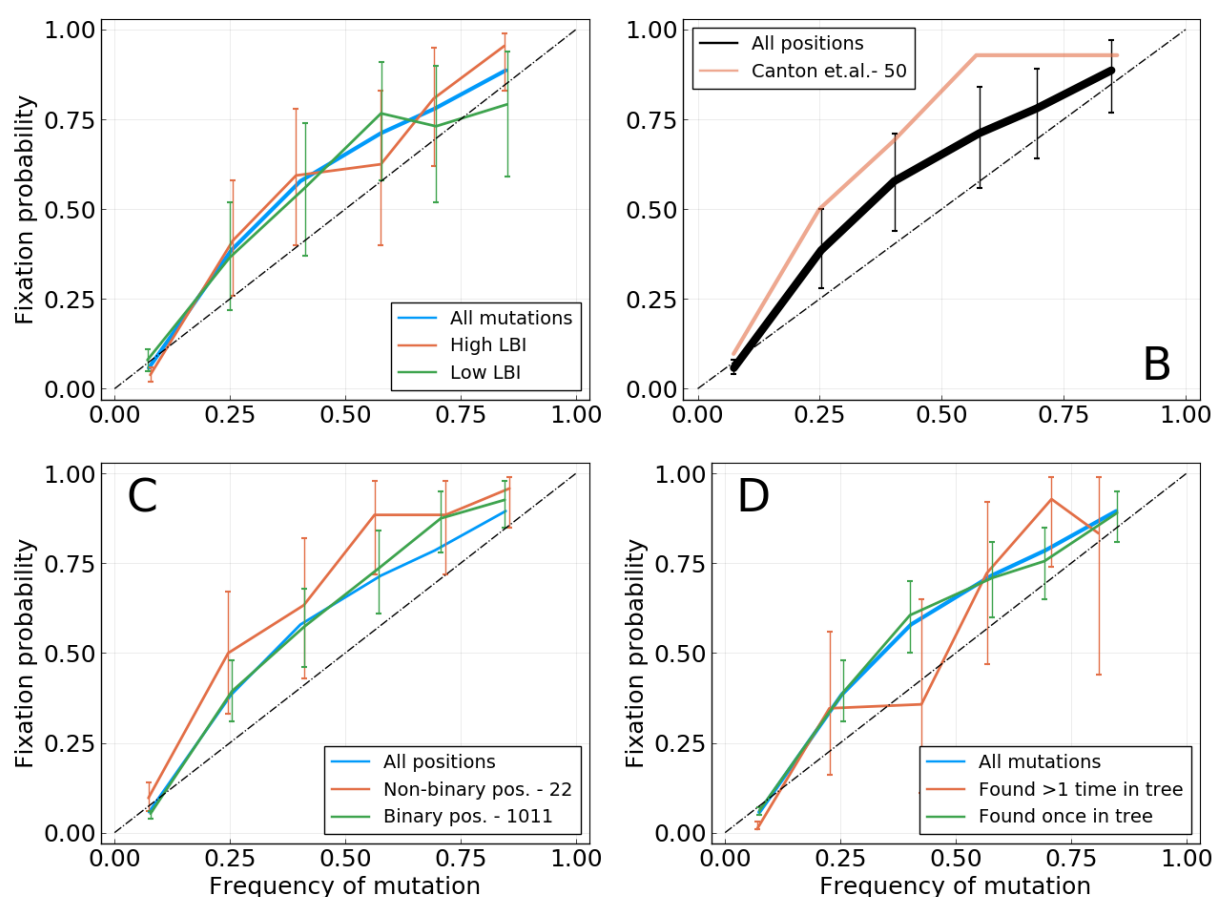 1.00
0.75
0.50
0.25
0.00
Fixation probability
All mutations
High LBI
Low LBI
0.00 0.25 0.50 0.75 1.00
1.00
0.75
0.50
0.25
0.00
All positions
Canton et.al.- 50
B
0.00 0.25 0.50 0.75 1.00
1.00
0.75
0.50
0.25
0.00
Fixation probability
C
All positions
Non-binary pos. - 22
Binary pos. - 1011
0.00 0.25 0.50 0.75 1.00
Frequency of mutation
1.00
0.75
0.50
0.25
0.00
Fixation probability
D
All mutations
Found >1 time in tree
Found once in tree
0.00 0.25 0.50 0.75 1.00
Frequency of mutation